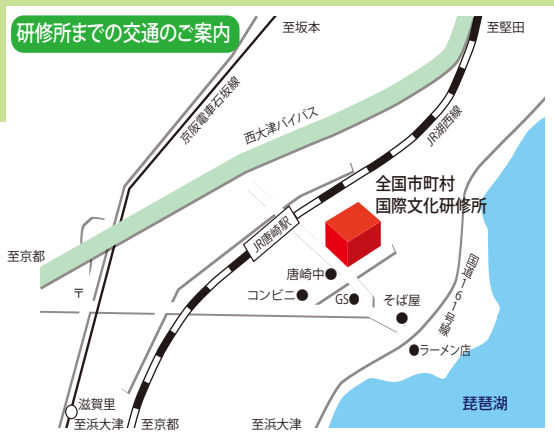 研修所までの交通のご案内
至坂本
至堅田
京阪電車石坂線
西大津バイパス
JR湖西線
全国市町村
国際文化研修所
JR唐崎駅
至京都
唐崎中
〒
コンビニ
GS
そば屋
国道161号線
ラーメン店
滋賀里
琵琶湖
至浜大津
至京都
至浜大津